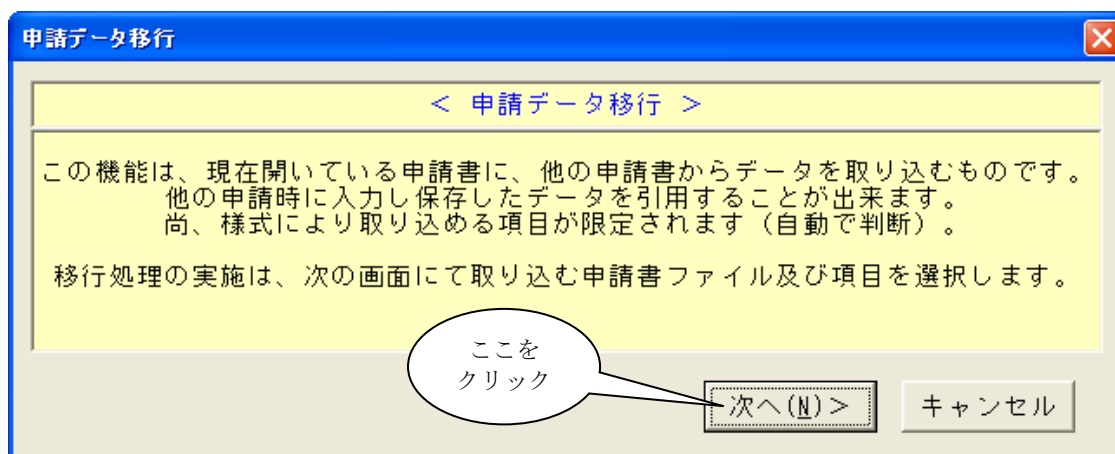 申請データ移行
< 申請データ移行 >
この機能は、現在開いている申請書に、他の申請書からデータを取り込むものです。
他の申請時に入力し保存したデータを引用することが出来ます。
尚、様式により取り込める項目が限定されます（自動で判断）。
移行処理の実施は、次の画面にて取り込む申請書ファイル及び項目を選択します。
ここを
クリック
次へ(N)>
キャンセル